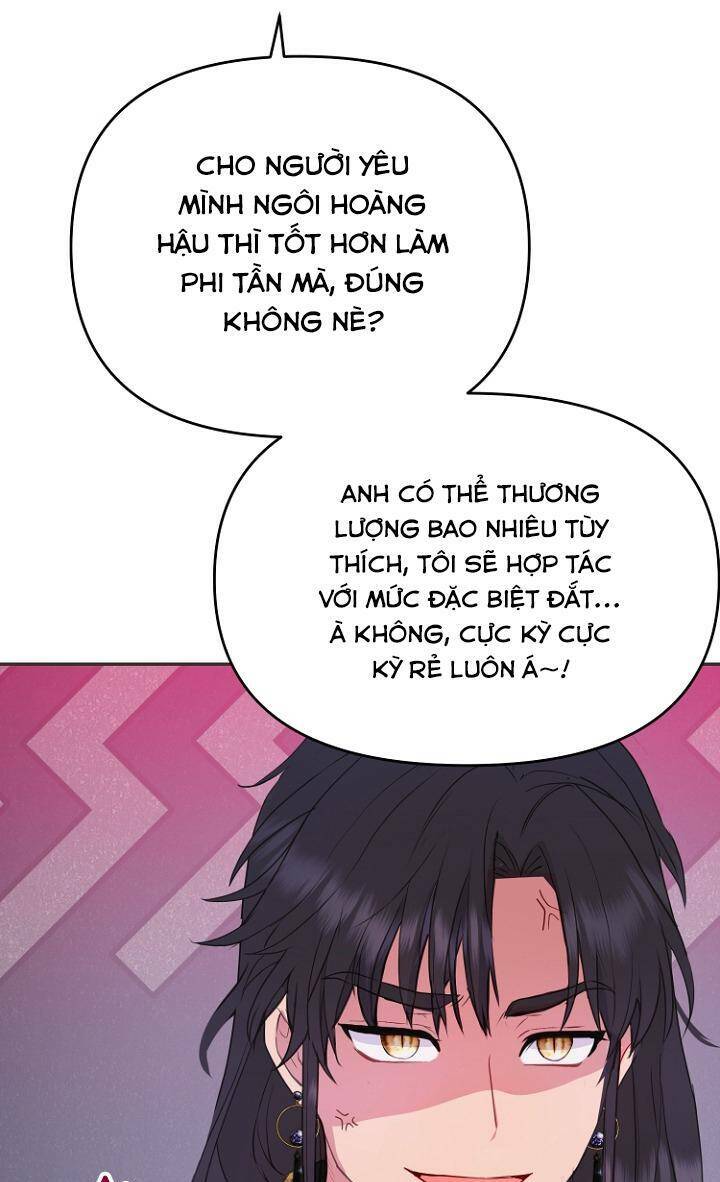 CHO NGƯỜI YÊU
MÌNH NGÔI HOÀNG
HẬU THÌ TỐT HƠN LÀM
PHI TẦN MÀ, ĐÚNG
KHÔNG NÈ?
ANH CÓ THỂ THƯƠNG
LƯỢNG BAO NHIÊU TÙY
THÍCH, TÔI SẼ HỢP TÁC
VỚI MỨC ĐẶC BIỆT ĐẮT...
À KHÔNG, CỰC KỲ CỰC
KỲ RẺ LUÔN Á~!